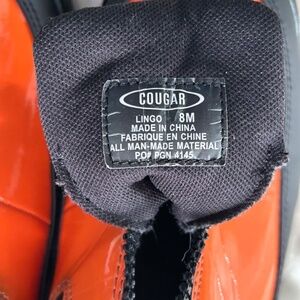 COUGAR
LINGO 8M
MADE IN CHINA
FABRIQUE EN CHINE
ALL MAN-MADE MATERIAL
PO# PGN 4145